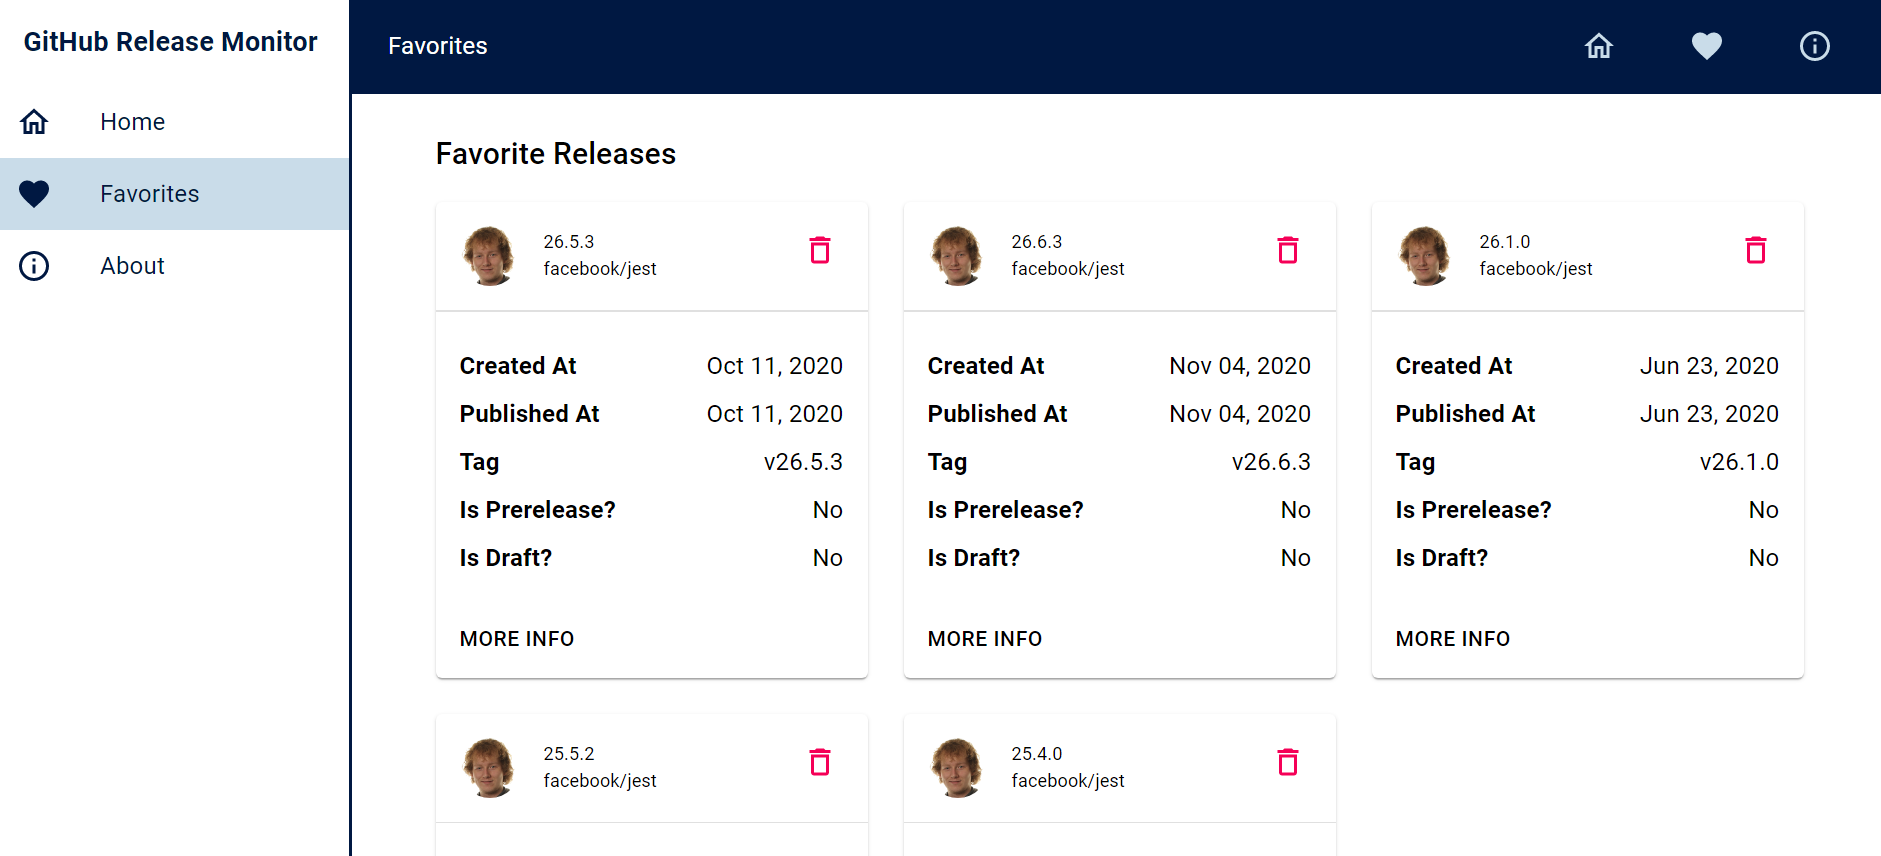 GitHub Release Monitor
Home
Favorites
About
Favorites
Favorite Releases
26.5.3
facebook/jest
Created At Oct 11, 2020
Published At Oct 11, 2020
Tag v26.5.3
Is Prerelease? No
Is Draft? No
MORE INFO
26.6.3
facebook/jest
Created At Nov 04, 2020
Published At Nov 04, 2020
Tag v26.6.3
Is Prerelease? No
Is Draft? No
MORE INFO
26.1.0
facebook/jest
Created At Jun 23, 2020
Published At Jun 23, 2020
Tag v26.1.0
Is Prerelease? No
Is Draft? No
MORE INFO
25.5.2
facebook/jest
25.4.0
facebook/jest